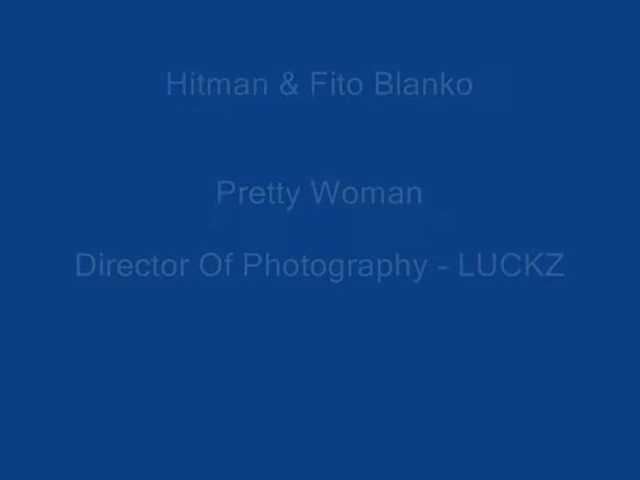 Hitman & Fito Blanko
Pretty Woman
Director Of Photography - LUCKZ